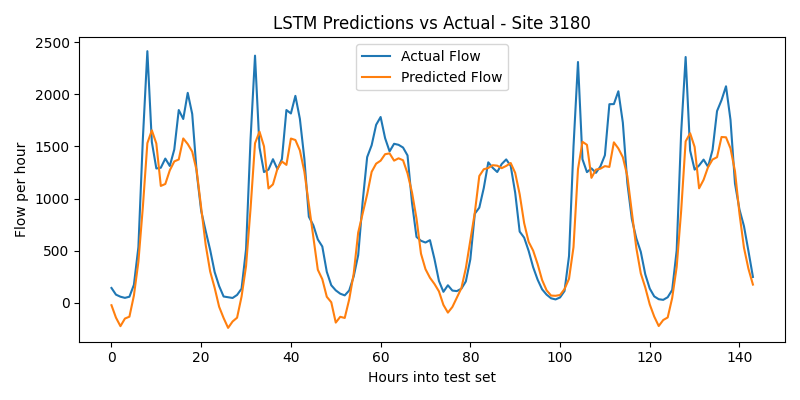 LSTM Predictions vs Actual - Site 3180
Actual Flow
Predicted Flow
Flow per hour
2500
2000
1500
1000
500
0
0 20 40 60 80 100 120 140
Hours into test set